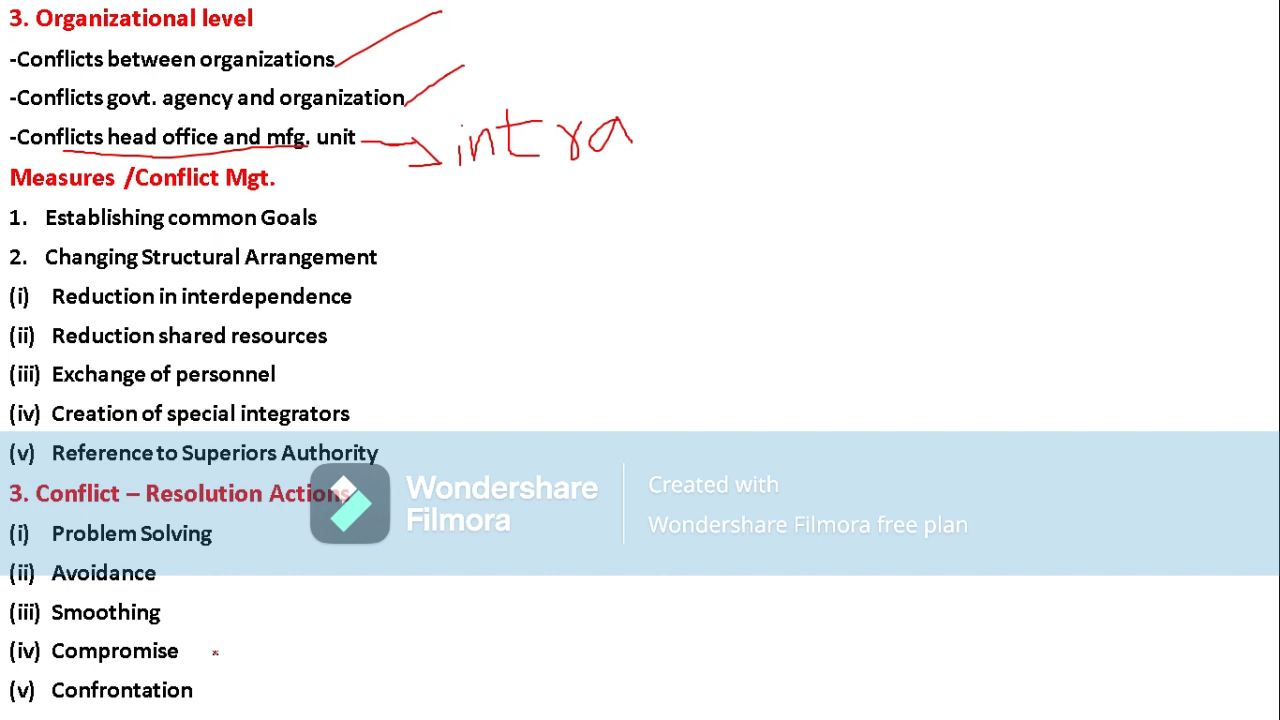 3. Organizational level
-Conflicts between organizations
-Conflicts govt. agency and organization
-Conflicts head office and mfg. unit
intra
Measures /Conflict Mgt.
1. Establishing common Goals
2. Changing Structural Arrangement
(i) Reduction in interdependence
(ii) Reduction shared resources
(iii) Exchange of personnel
(iv) Creation of special integrators
(v) Reference to Superiors Authority
3. Conflict – Resolution Actions
(i) Problem Solving
(ii) Avoidance
(iii) Smoothing
(iv) Compromise
(v) Confrontation
Wondershare
Filmora
Created with
Wondershare Filmora free plan